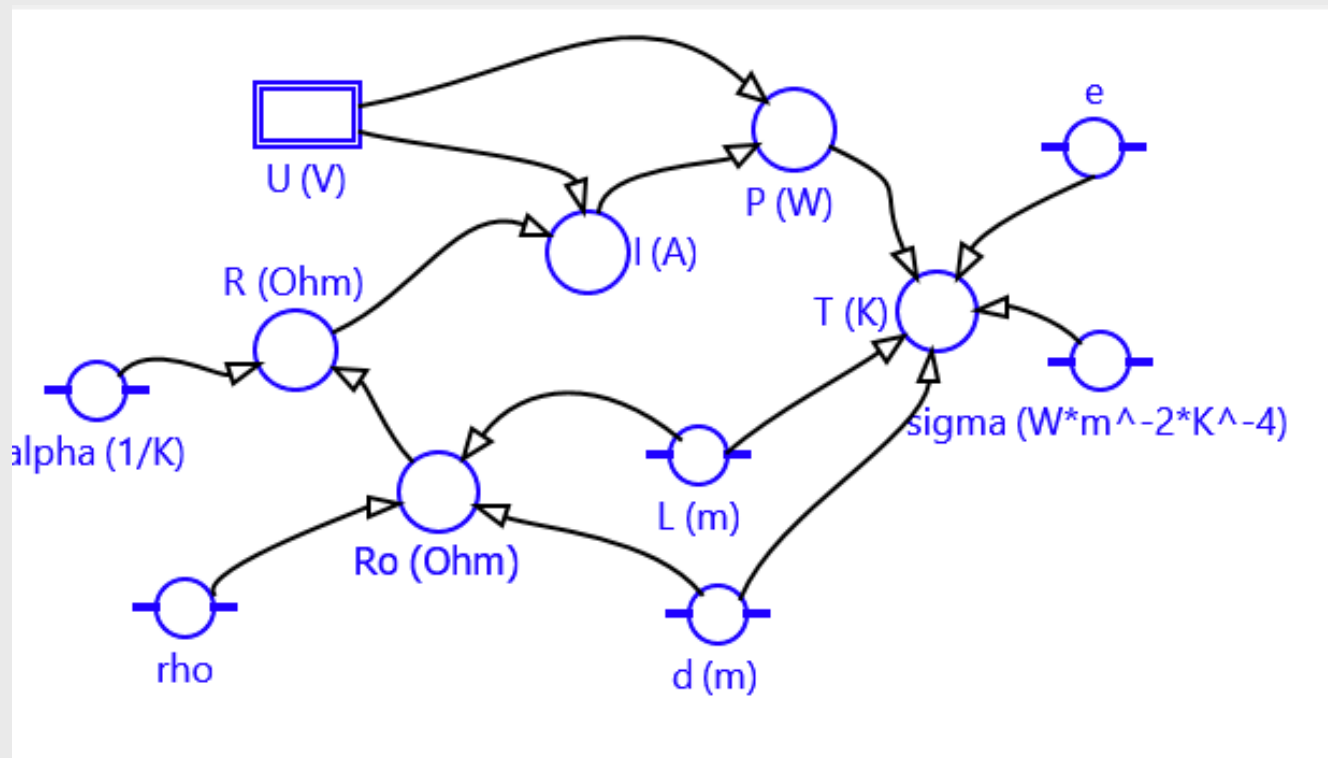 e
U (V)
P (W)
I (A)
R (Ohm)
T (K)
sigma (W*m^-2*K^-4)
alpha (1/K)
L (m)
Ro (Ohm)
rho
d (m)